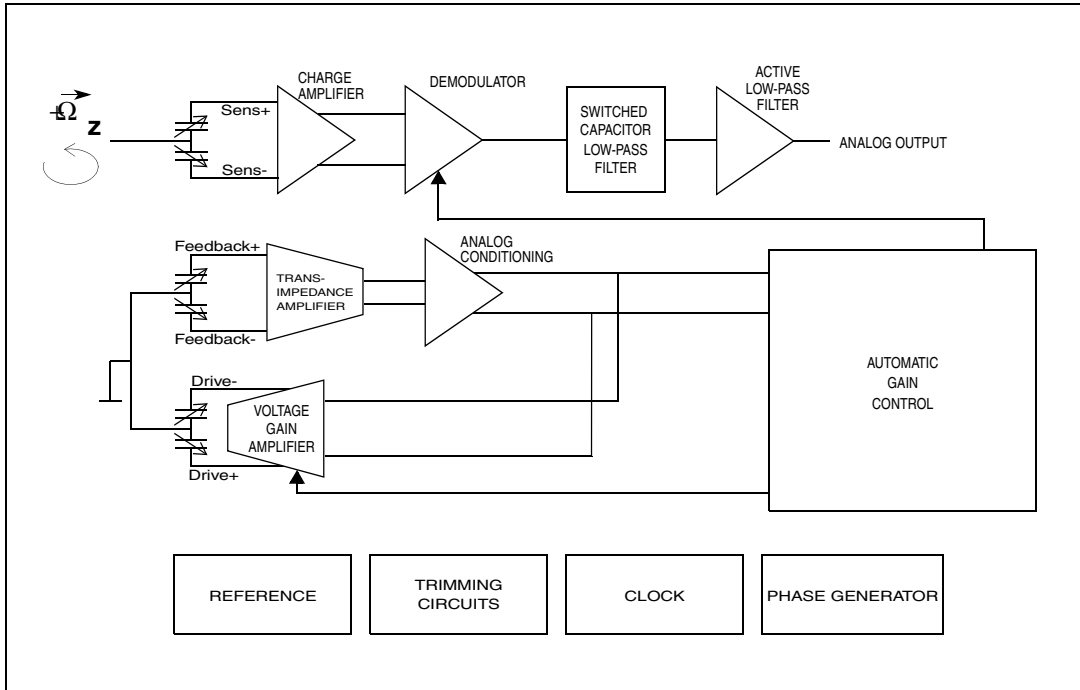 CHARGE
AMPLIFIER
DEMODULATOR
ACTIVE
LOW-PASS
FILTER
+Ω
z
Sens+
Sens-
SWITCHED
CAPACITOR
LOW-PASS
FILTER
ANALOG OUTPUT
Feedback+
Feedback-
TRANS-
IMPEDANCE
AMPLIFIER
ANALOG
CONDITIONING
AUTOMATIC
GAIN
CONTROL
Drive-
Drive+
VOLTAGE
GAIN
AMPLIFIER
REFERENCE
TRIMMING
CIRCUITS
CLOCK
PHASE GENERATOR